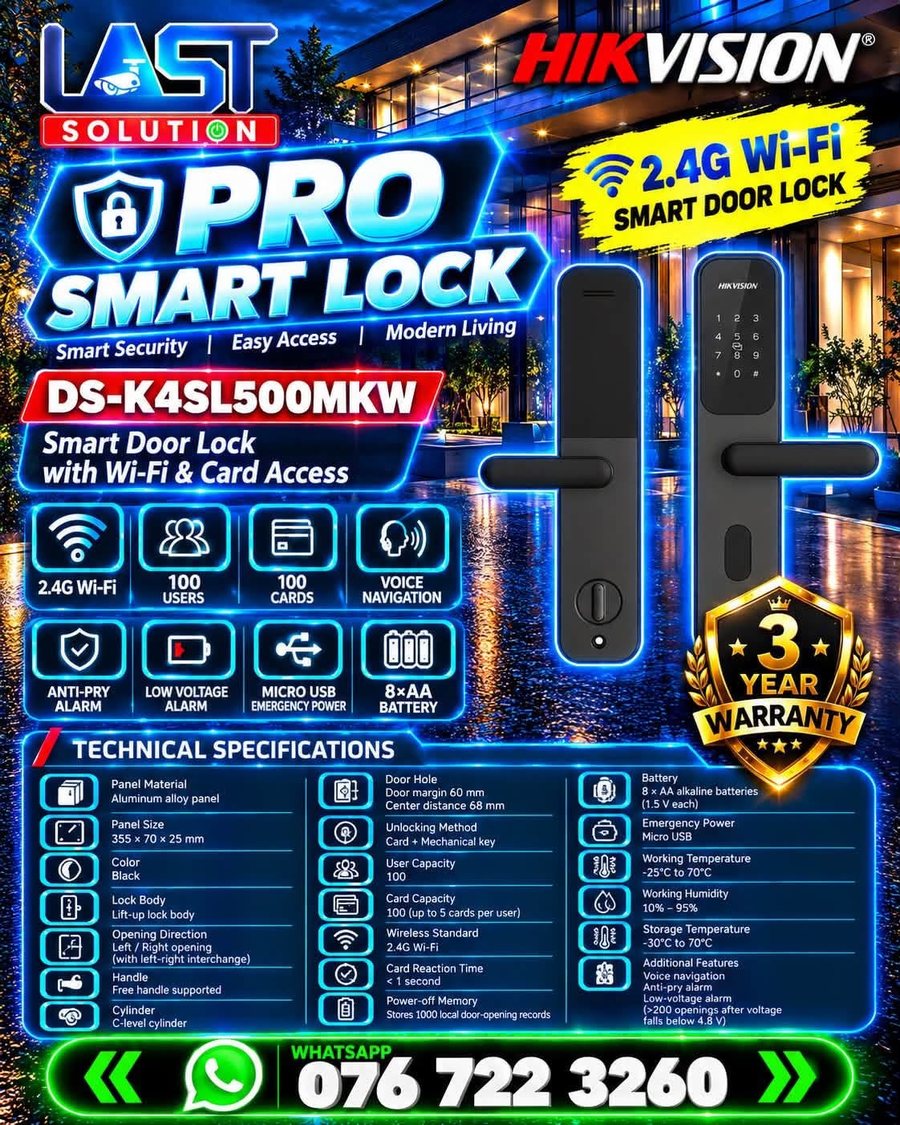 LAST
SOLUTION
HIKVISION®
PRO
SMART LOCK
Smart Security | Easy Access | Modern Living
2.4G Wi-Fi
SMART DOOR LOCK
DS-K4SL500MKW
Smart Door Lock
with Wi-Fi & Card Access
HIKVISION
1 2 3
4 5 6
7 8 9
* 0 #
2.4G Wi-Fi
100
USERS
100
CARDS
VOICE
NAVIGATION
ANTI-PRY
ALARM
LOW VOLTAGE
ALARM
MICRO USB
EMERGENCY POWER
8×AA
BATTERY
3
YEAR
WARRANTY
TECHNICAL SPECIFICATIONS
Panel Material
Aluminum alloy panel
Panel Size
355 × 70 × 25 mm
Color
Black
Lock Body
Lift-up lock body
Opening Direction
Left / Right opening
(with left-right interchange)
Handle
Free handle supported
Cylinder
C-level cylinder
Door Hole
Door margin 60 mm
Center distance 68 mm
Unlocking Method
Card + Mechanical key
User Capacity
100
Card Capacity
100 (up to 5 cards per user)
Wireless Standard
2.4G Wi-Fi
Card Reaction Time
< 1 second
Power-off Memory
Stores 1000 local door-opening records
Battery
8 × AA alkaline batteries
(1.5 V each)
Emergency Power
Micro USB
Working Temperature
-25°C to 70°C
Working Humidity
10% – 95%
Storage Temperature
-30°C to 70°C
Additional Features
Voice navigation
Anti-pry alarm
Low-voltage alarm
(>200 openings after voltage
falls below 4.8 V)
WHATSAPP
076 722 3260